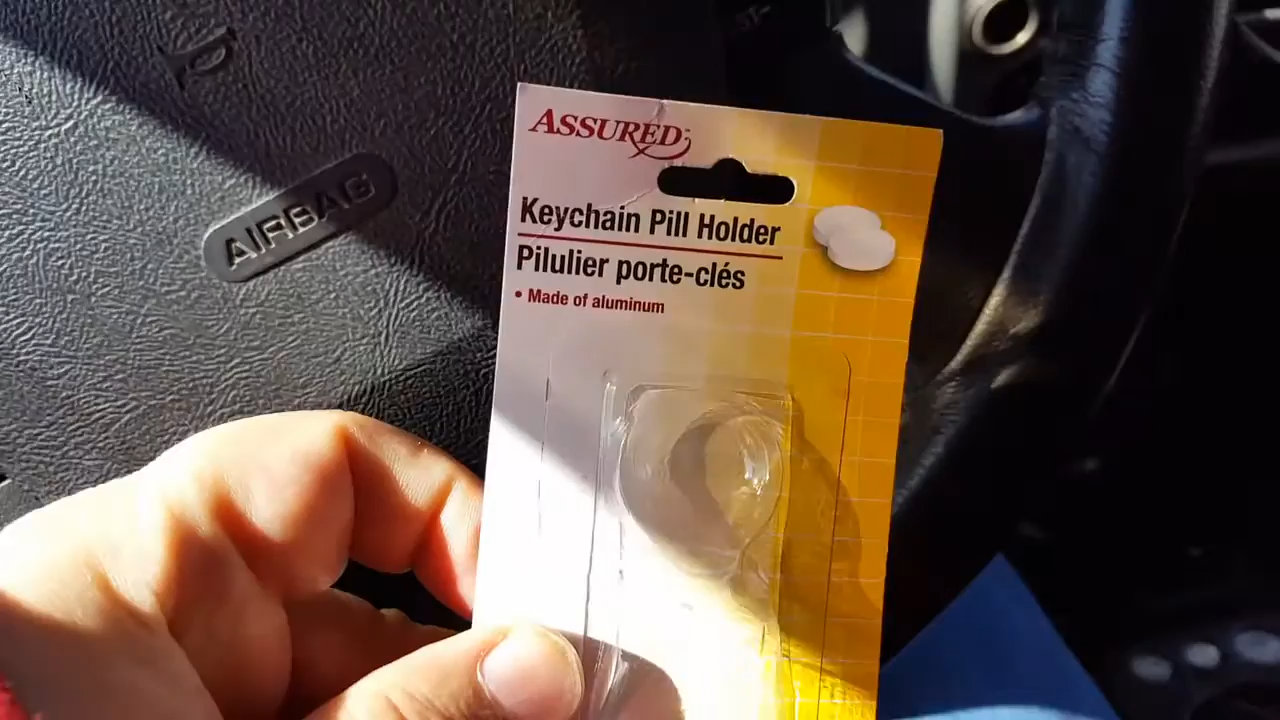 AIRBAG
ASSURED
Keychain Pill Holder
Pilulier porte-clés
• Made of aluminum